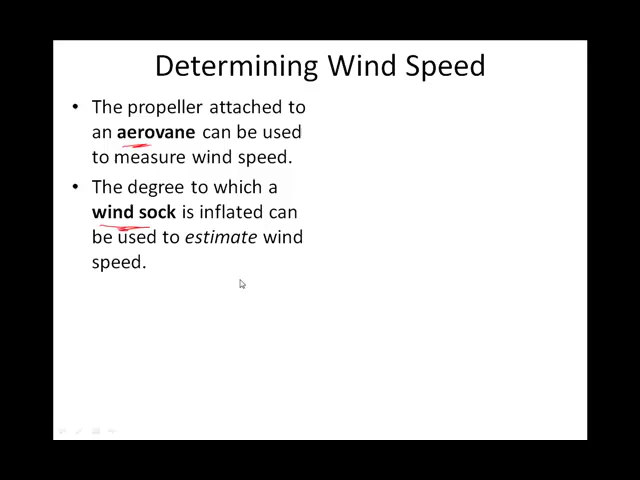 Determining Wind Speed
• The propeller attached to
an aerovane can be used
to measure wind speed.
• The degree to which a
wind sock is inflated can
be used to estimate wind
speed.